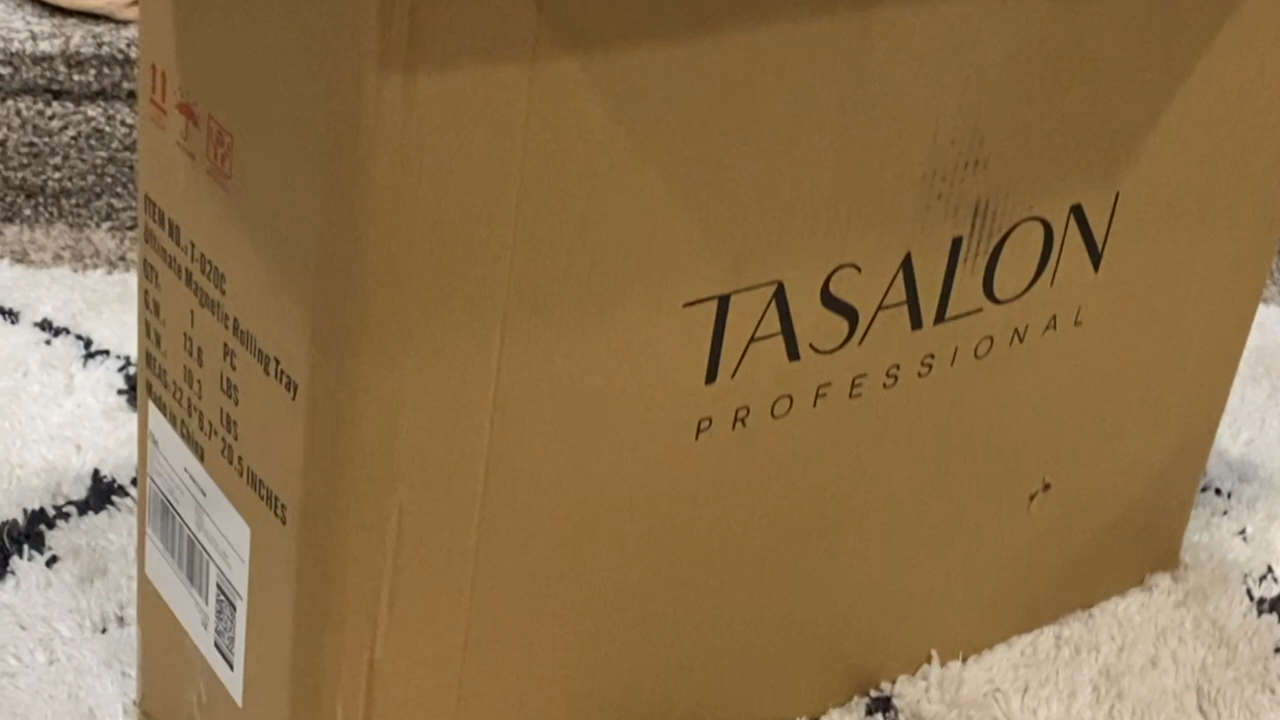 ITEM NO.: T-020C
Ultimate Magnetic Rolling Tray
QTY. 1 PC
G.W.: 13.6 LBS
N.W.: 10.3 LBS
MEAS: 22.8*6.7* 20.5 INCHES
Made in China
TASALON
PROFESSIONAL